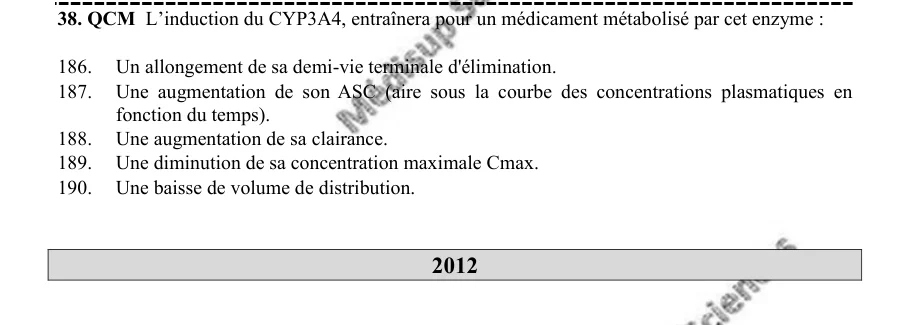 38. QCM L’induction du CYP3A4, entraînera pour un médicament métabolisé par cet enzyme :
186. Un allongement de sa demi-vie terminale d'élimination.
187. Une augmentation de son ASC (aire sous la courbe des concentrations plasmatiques en
fonction du temps).
188. Une augmentation de sa clairance.
189. Une diminution de sa concentration maximale Cmax.
190. Une baisse de volume de distribution.
2012